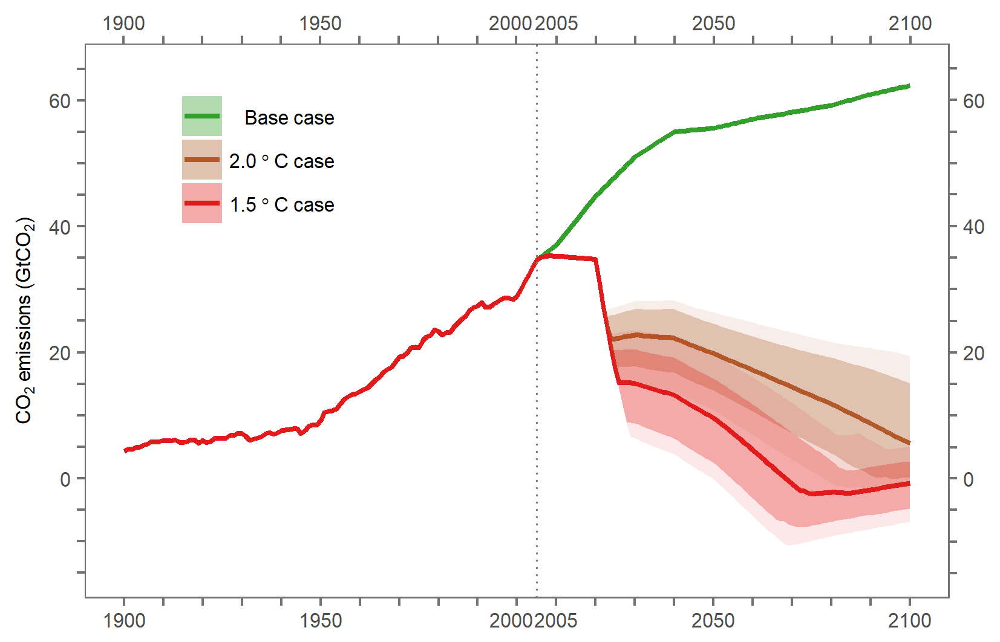 1900 1950 2000 2005 2050 2100
60 60
Base case
2.0 ° C case
1.5 ° C case
40 40
CO₂ emissions (GtCO₂)
20 20
0 0
1900 1950 2000 2005 2050 2100